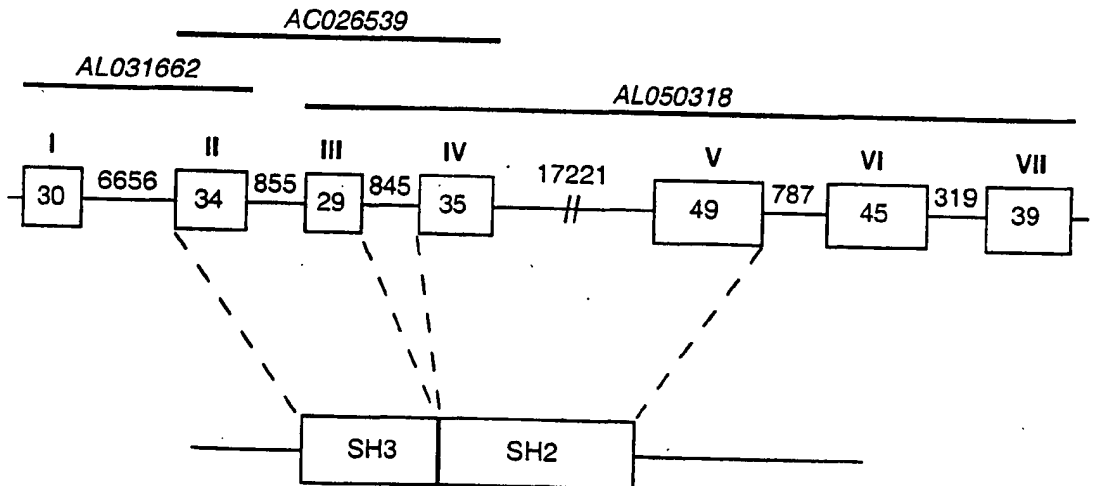 AC026539
AL031662
AL050318
I II III IV V VI VII
30 6656 34 855 29 845 35 17221 49 787 45 319 39
SH3 SH2